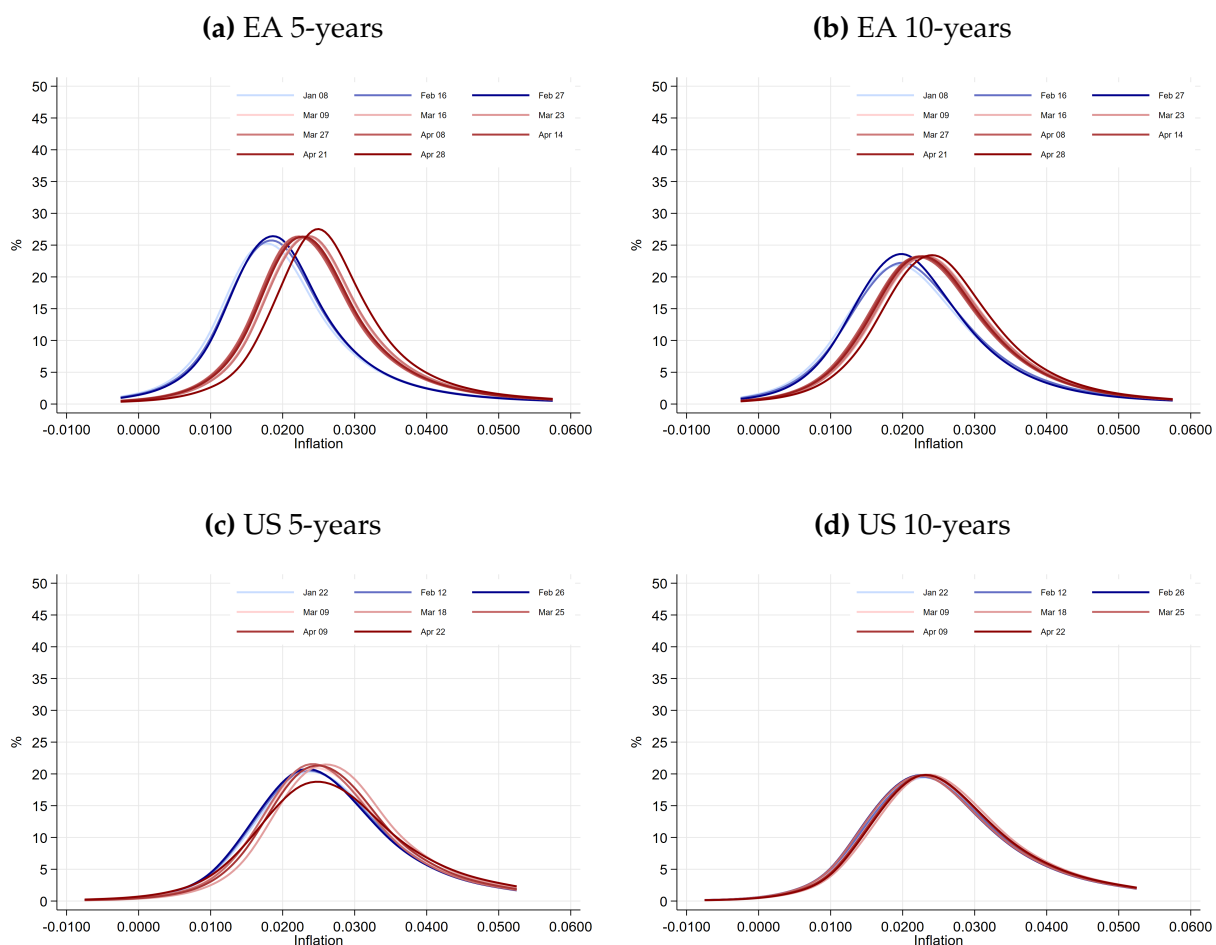 (a) EA 5-years
50
45
40
35
30
25
20
15
10
5
0
%
Jan 08 Feb 16 Feb 27
Mar 09 Mar 16 Mar 23
Mar 27 Apr 08 Apr 14
Apr 21 Apr 28
-0.0100 0.0000 0.0100 0.0200 0.0300 0.0400 0.0500 0.0600
Inflation
(b) EA 10-years
50
45
40
35
30
25
20
15
10
5
0
%
Jan 08 Feb 16 Feb 27
Mar 09 Mar 16 Mar 23
Mar 27 Apr 08 Apr 14
Apr 21 Apr 28
-0.0100 0.0000 0.0100 0.0200 0.0300 0.0400 0.0500 0.0600
Inflation
(c) US 5-years
50
45
40
35
30
25
20
15
10
5
0
%
Jan 22 Feb 12 Feb 26
Mar 09 Mar 18 Mar 25
Apr 09 Apr 22
-0.0100 0.0000 0.0100 0.0200 0.0300 0.0400 0.0500 0.0600
Inflation
(d) US 10-years
50
45
40
35
30
25
20
15
10
5
0
%
Jan 22 Feb 12 Feb 26
Mar 09 Mar 18 Mar 25
Apr 09 Apr 22
-0.0100 0.0000 0.0100 0.0200 0.0300 0.0400 0.0500 0.0600
Inflation